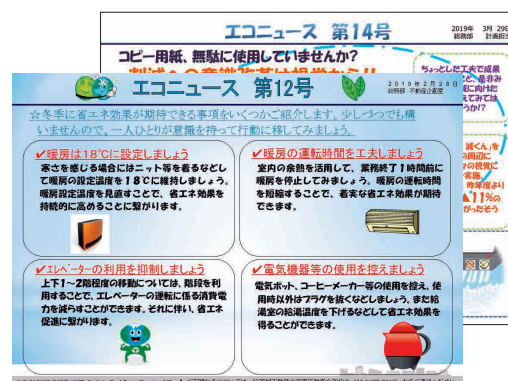 エコニュース 第14号
2019年 3月 29日
総務部 計画担当
コピー用紙、無駄に使用していませんか?
ちょっとした工夫で成果
エコニュース 第12号
2019年2月28日
総務部 不動産企画室
☆冬季に省エネ効果が期待できる事項をいくつかご紹介します。少しづつでも構
いませんので、一人ひとりが意識を持って行動に移してみましょう。
✓暖房は18℃に設定しましょう
寒さを感じる場合にはニット等を着るなどし
て暖房の設定温度を18℃に維持しましょう。
暖房設定温度を見直すことで、省エネ効果を
持続的に高めることに繋がります。
✓暖房の運転時間を工夫しましょう
室内の余熱を活用して、業務終了1時間前に
暖房を停止してみましょう。暖房の運転時間
を短縮することで、着実な省エネ効果が期待
できます。
✓エレベーターの利用を抑制しましょう
上下1~2階程度の移動については、階段を利
用することで、エレベーターの運転に係る消費電
力を減らすことができます。それに伴い、省エネ
促進に繋がります。
✓電気機器等の使用を控えましょう
電気ポット、コーヒーメーカー等の使用を控え、使
用時以外はプラグを抜くなどしましょう。また給
湯室の給湯温度を下げるなどして省エネ効果を
得ることができます。
減くん」を
の周辺に
の視覚に
実施。
昨年度より
▲11%の
がったそう